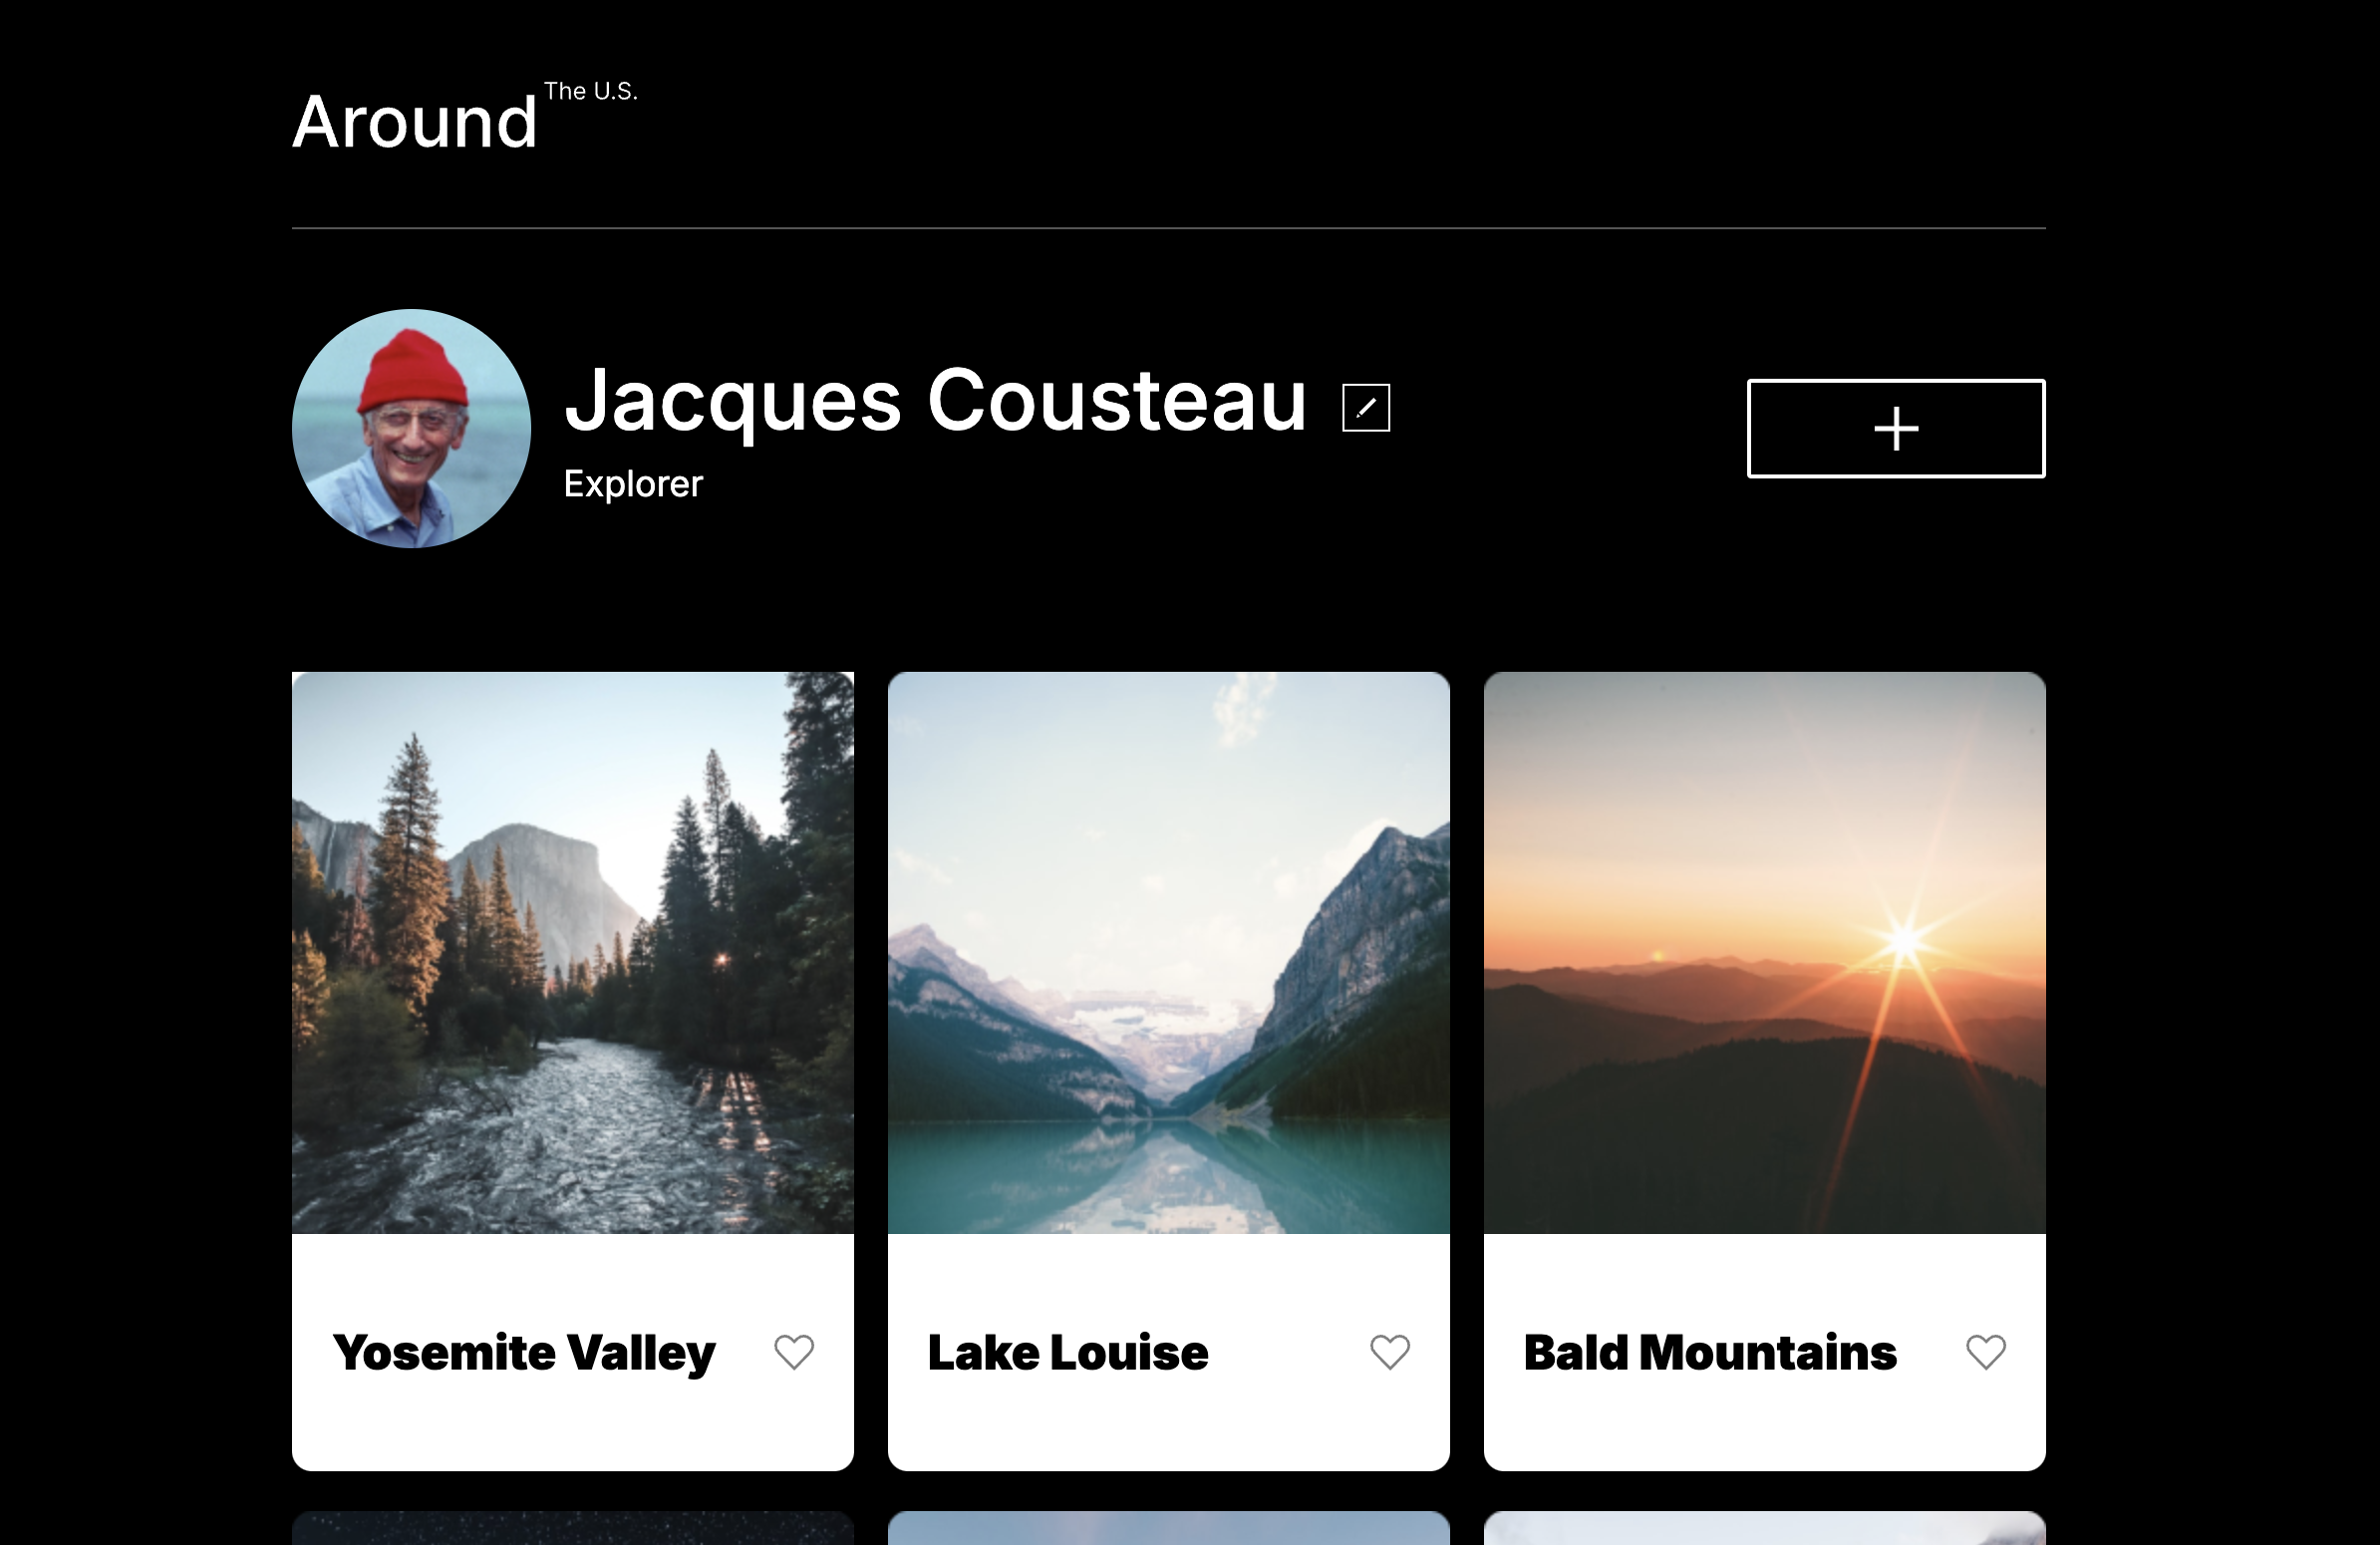 Around The U.S.
Jacques Cousteau
Explorer
Yosemite Valley
Lake Louise
Bald Mountains